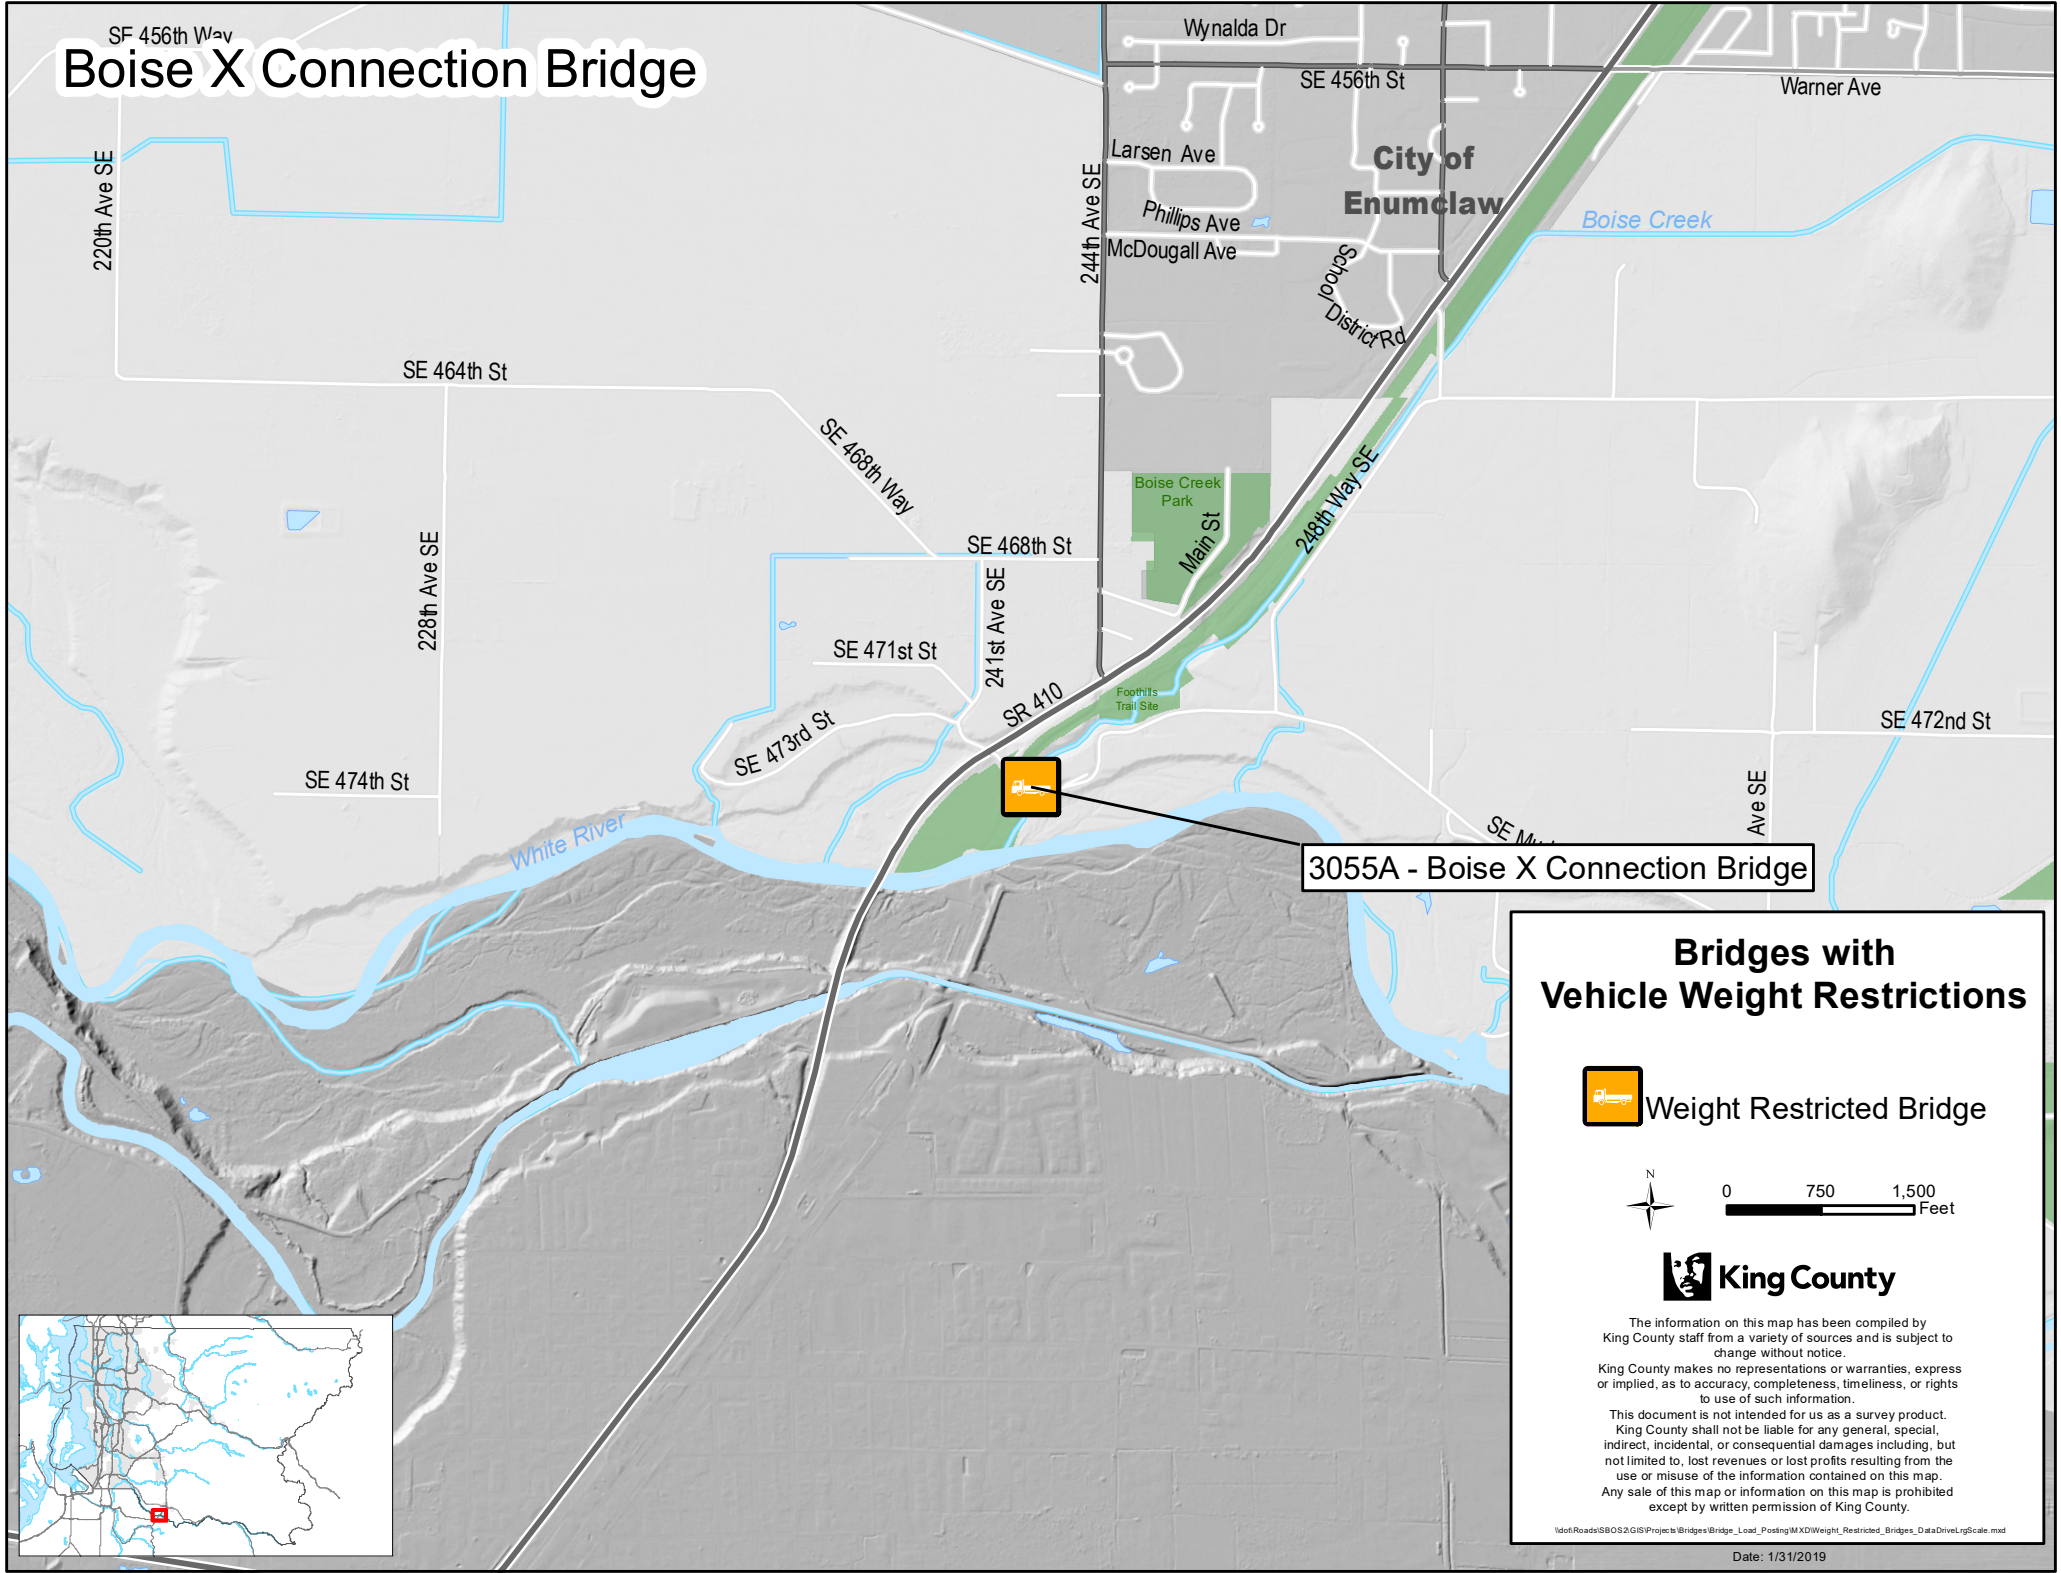 SE 456th Way
Boise X Connection Bridge
Wynalda Dr
SE 456th St
Warner Ave
Larsen Ave
City of
Enumclaw
220th Ave SE
244th Ave SE
Phillips Ave
McDougall Ave
Boise Creek
School
District Rd
SE 464th St
SE 468th Way
248th Way SE
Boise Creek
Park
Main St
228th Ave SE
SE 468th St
241st Ave SE
SE 471st St
SR 410
Foothills
Trail Site
SE 472nd St
SE 473rd St
SE 474th St
Ave SE
White River
SE
3055A - Boise X Connection Bridge
Bridges with
Vehicle Weight Restrictions
Weight Restricted Bridge
N
0 750 1,500
Feet
King County
The information on this map has been compiled by
King County staff from a variety of sources and is subject to
change without notice.
King County makes no representations or warranties, express
or implied, as to accuracy, completeness, timeliness, or rights
to use of such information.
This document is not intended for us as a survey product.
King County shall not be liable for any general, special,
indirect, incidental, or consequential damages including, but
not limited to, lost revenues or lost profits resulting from the
use or misuse of the information contained on this map.
Any sale of this map or information on this map is prohibited
except by written permission of King County.
\\dot\Roads\SBOS2\GIS\Projects\Bridges\Bridge_Load_Posting\MXD\Weight_Restricted_Bridges_DataDriveLrgScale.mxd
Date: 1/31/2019